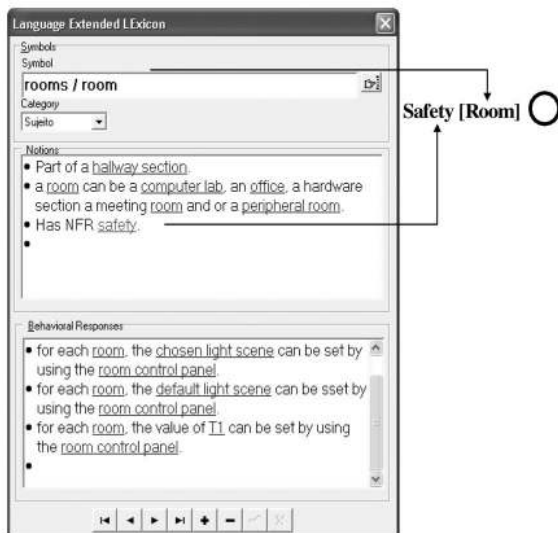 Language Extended LExicon
Symbols
Symbol
rooms / room
Category
Sujeito
Safety [Room]
Notions
• Part of a hallway section.
• a room can be a computer lab, an office, a hardware
section a meeting room and or a peripheral room.
• Has NFR safety.
•
Behavioral Responses
• for each room, the chosen light scene can be set by
using the room control panel.
• for each room, the default light scene can be sset by
using the room control panel.
• for each room, the value of T1 can be set by using
the room control panel.
•